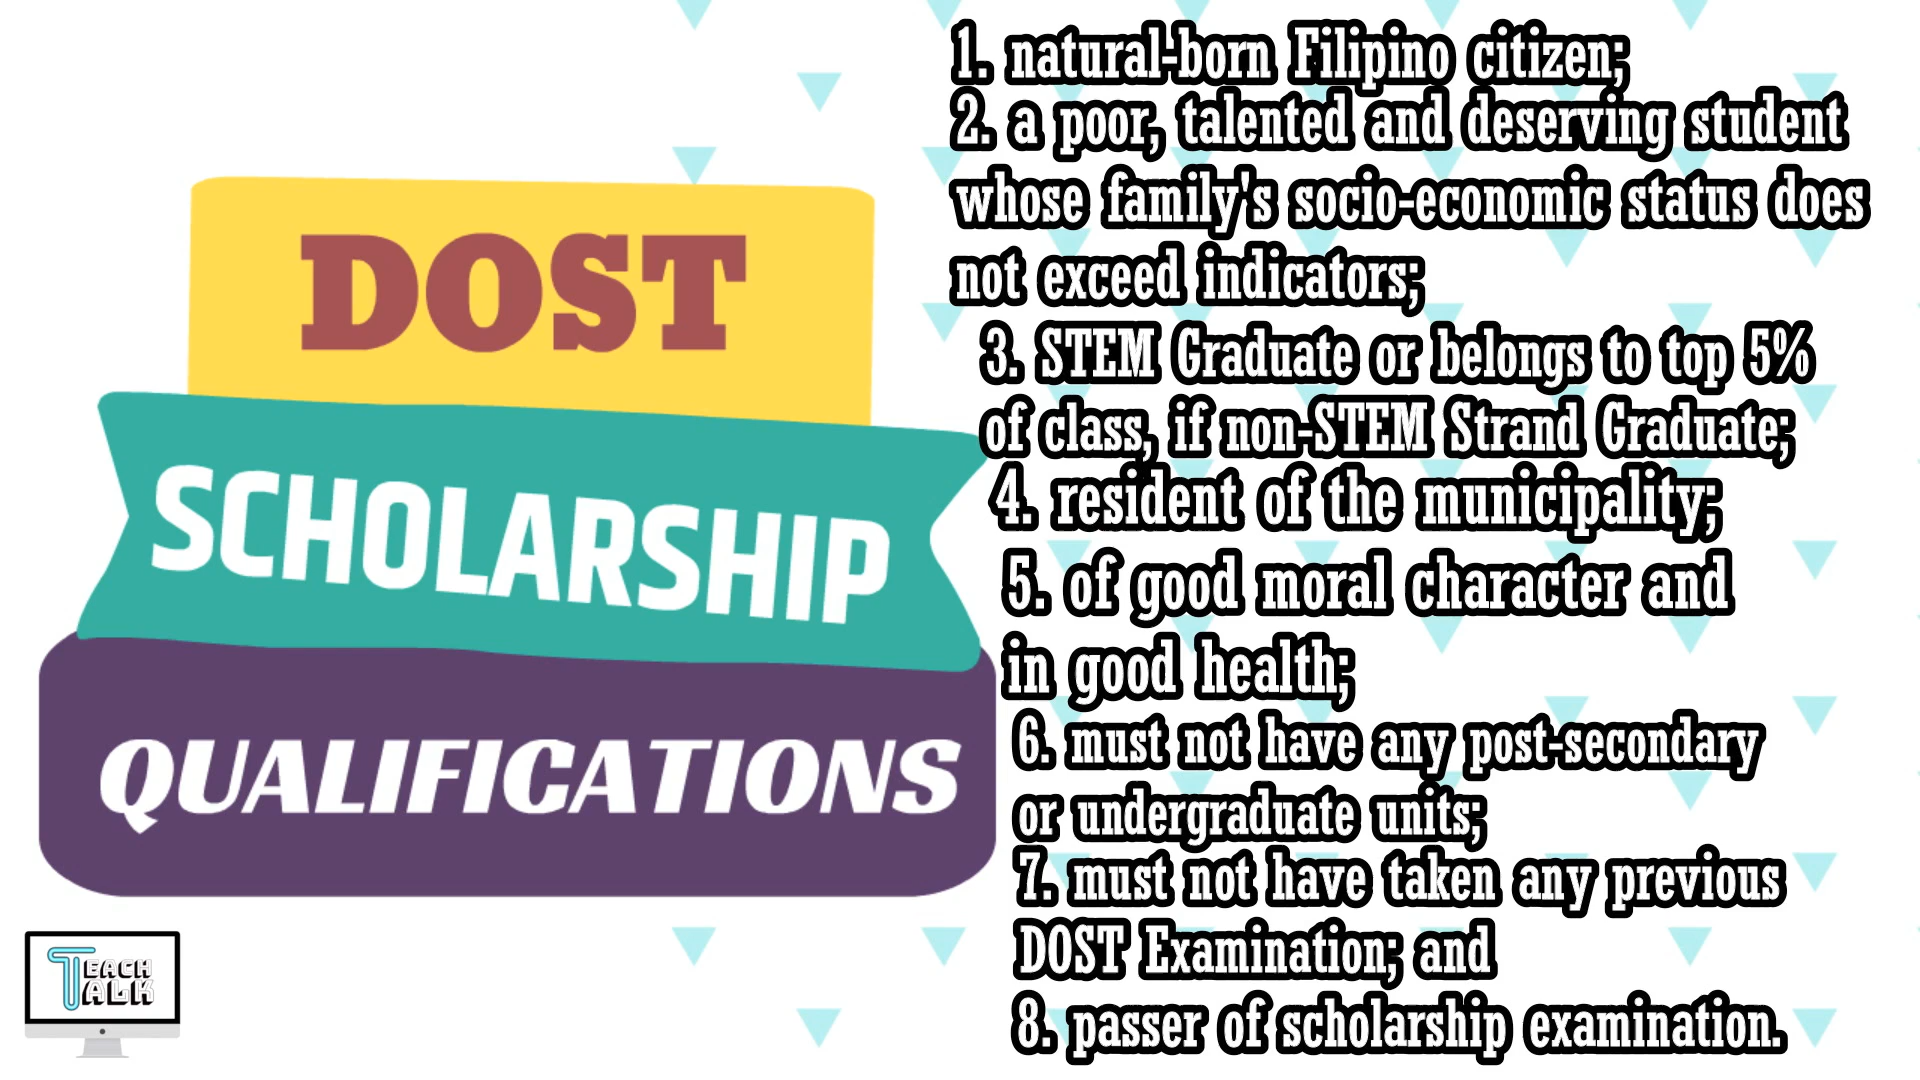 DOST
SCHOLARSHIP
QUALIFICATIONS
1. natural-born Filipino citizen;
2. a poor, talented and deserving student
whose family's socio-economic status does
not exceed indicators;
3. STEM Graduate or belongs to top 5%
of class, if non-STEM Strand Graduate;
4. resident of the municipality;
5. of good moral character and
in good health;
6. must not have any post-secondary
or undergraduate units;
7. must not have taken any previous
DOST Examination; and
8. passer of scholarship examination.
TEACH
TALK